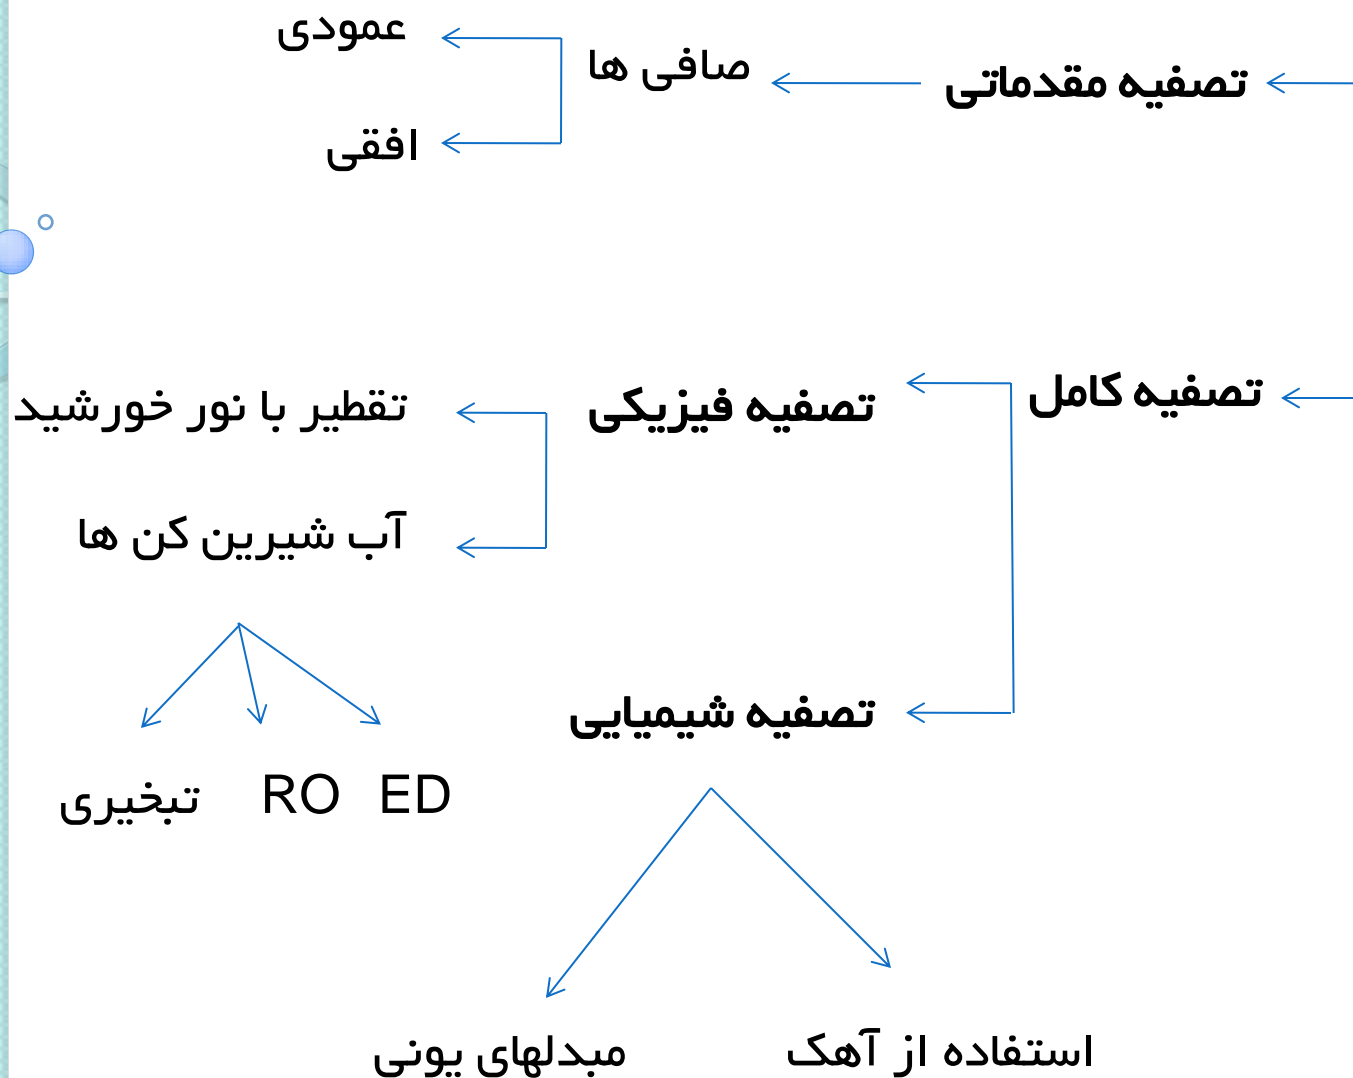 تصفیه مقدماتی
صافی ها
عمودی
افقی
تصفیه کامل
تصفیه فیزیکی
تقطیر با نور خورشید
آب شیرین کن ها
ED
RO
تبخیری
تصفیه شیمیایی
استفاده از آهک
مبدلهای یونی